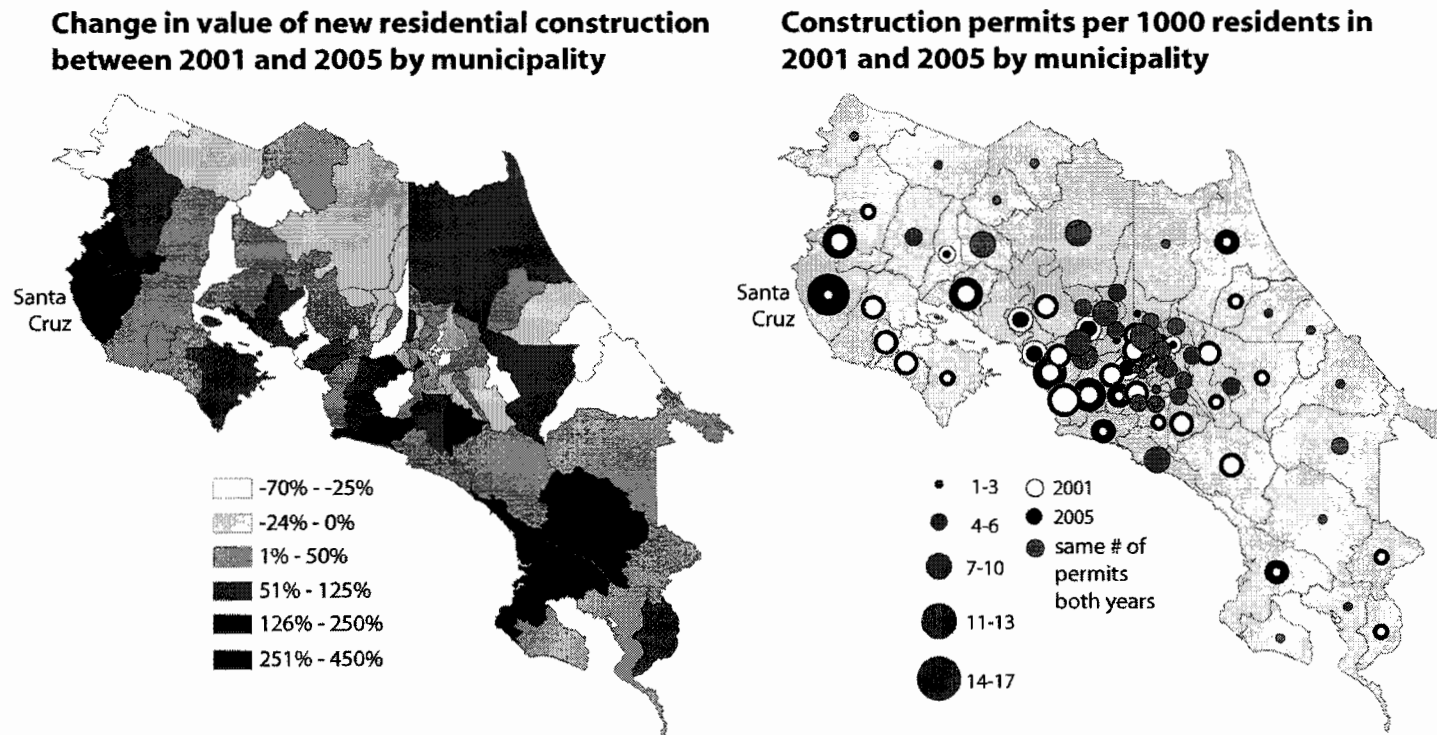 Change in value of new residential construction
between 2001 and 2005 by municipality
Santa
Cruz
-70% - -25%
-24% - 0%
1% - 50%
51% - 125%
126% - 250%
251% - 450%
Construction permits per 1000 residents in
2001 and 2005 by municipality
Santa
Cruz
1-3
4-6
7-10
11-13
14-17
2001
2005
same # of
permits
both years